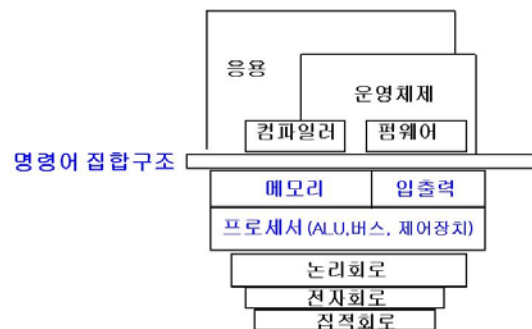 응용
운영체제
컴파일러 펌웨어
명령어 집합구조
메모리 입출력
프로세서 (ALU,버스, 제어장치)
논리회로
전자회로
집적회로